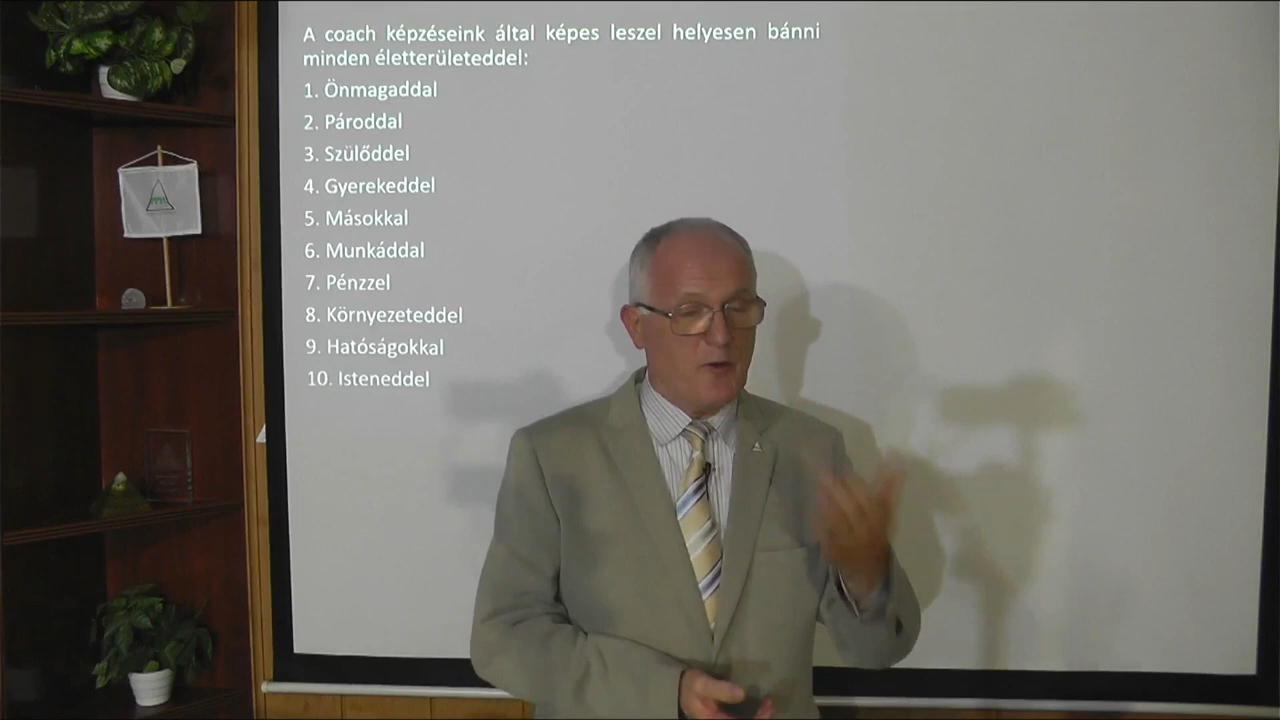 A coach képzéseink által képes leszel helyesen bánni
minden életterületeddel:
1. Önmagaddal
2. Pároddal
3. Szülőddel
4. Gyerekeddel
5. Másokkal
6. Munkáddal
7. Pénzzel
8. Környezeteddel
9. Hatóságokkal
10. Isteneddel